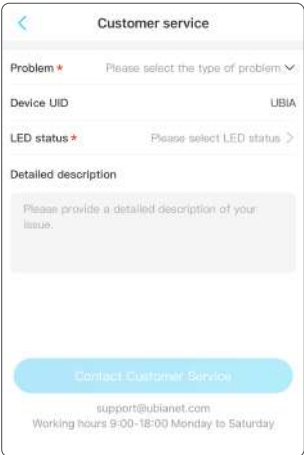 Customer service
Problem * Please select the type of problem
Device UID UBIA
LED status * Please select LED status >
Detailed description
Please provide a detailed description of your
issue.
Contact Customer Service
support@ubianet.com
Working hours 9:00-18:00 Monday to Saturday